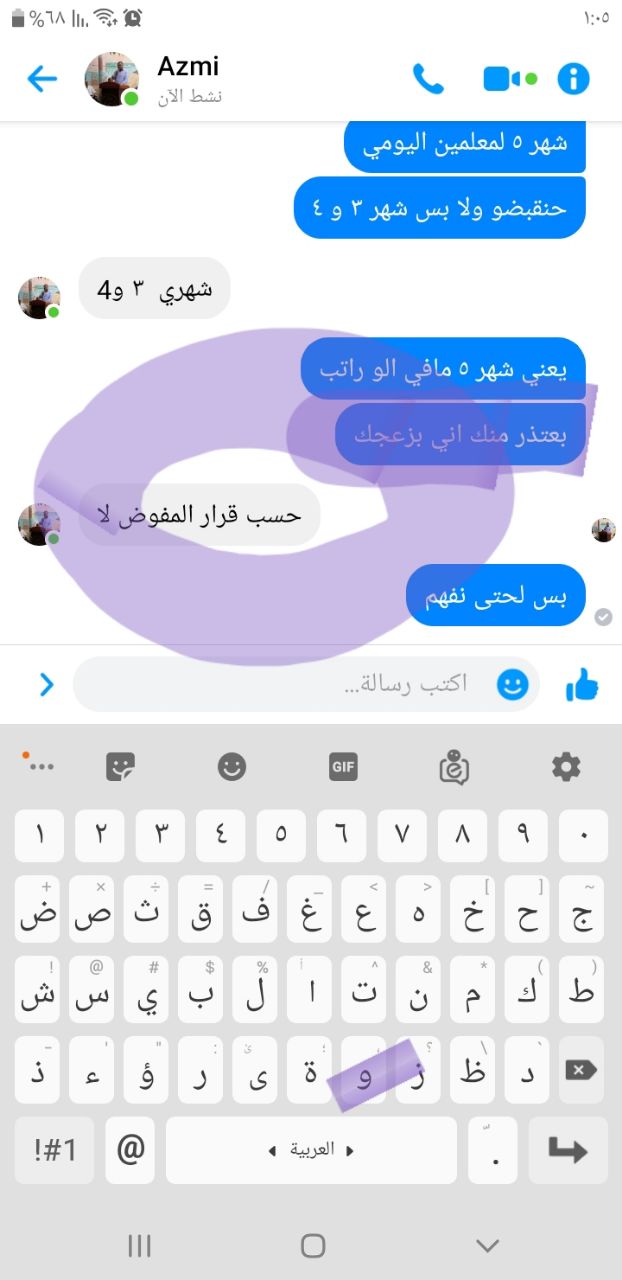 %٦٨
١:٠٥
Azmi
نشط الآن
شهر ٥ لمعلمين اليومي
حنقبضو ولا بس شهر ٣ و ٤
شهري ٣ و4
يعني شهر ٥ مافي الو راتب
بعتذر منك اني بزعجك
حسب قرار المفوض لا
بس لحتى نفهم
اكتب رسالة...
GIF
١ ٢ ٣ ٤ ٥ ٦ ٧ ٨ ٩ ٠
+ × ÷ = / _ < > [ ] ~
ض ص ث ق ف غ ع ه خ ح ج
! @ # $ % أ ^ & * ( )
ش س ي ب ل ا ت ن م ك ط
- ' " : ئ ؛ ؟ \ `
ذ ء ؤ ر ى ة و ز ظ د
!#1 @ العربية .